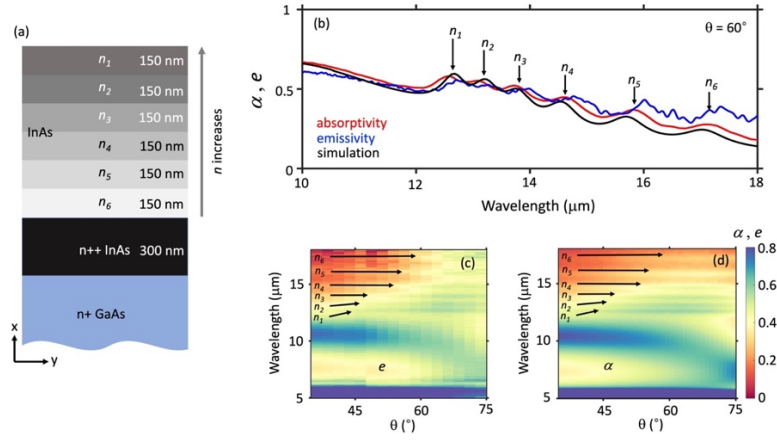 (a)
n1 150 nm
n2 150 nm
n3 150 nm
InAs
n4 150 nm
n5 150 nm
n6 150 nm
n increases
n++ InAs 300 nm
n+ GaAs
x
y
(b)
θ = 60°
n1
n2
n3
n4
n5
n6
α , e
1
0.5
0
absorptivity
emissivity
simulation
10 12 14 16 18
Wavelength (μm)
(c)
n6
n5
n4
n3
n2
n1
e
Wavelength (μm)
15
10
5
45 60 75
θ (°)
(d)
n6
n5
n4
n3
n2
n1
α
Wavelength (μm)
15
10
5
45 60 75
θ (°)
α , e
0.8
0.6
0.4
0.2
0